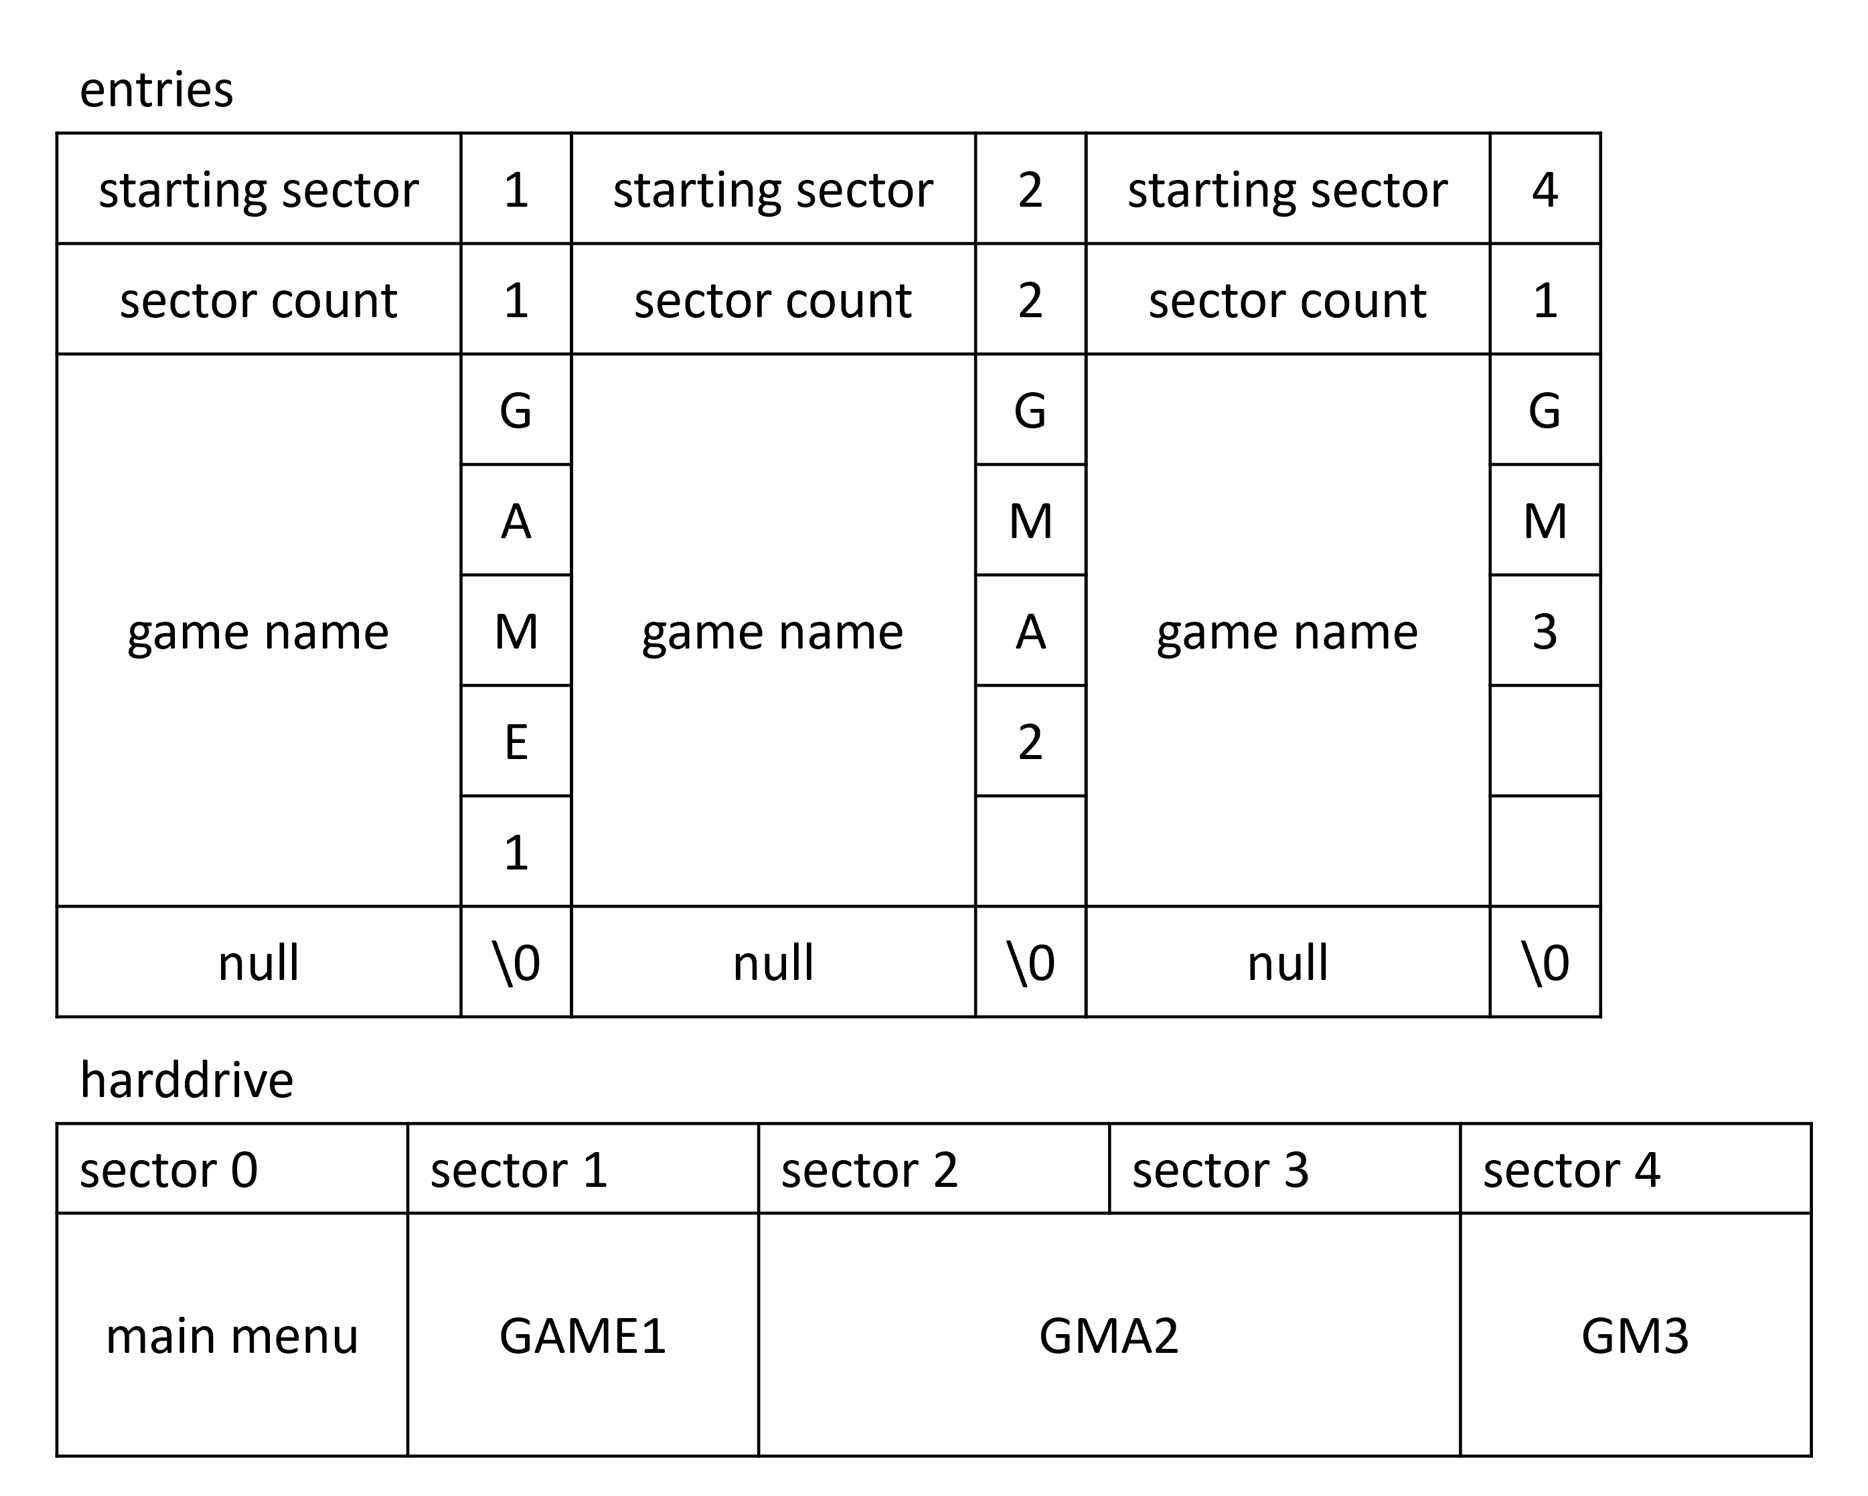 entries
starting sector 1 starting sector 2 starting sector 4
sector count 1 sector count 2 sector count 1
G G G
A M M
game name M game name A game name 3
E 2
1
null \0 null \0 null \0
harddrive
sector 0 sector 1 sector 2 sector 3 sector 4
main menu GAME1 GMA2 GM3